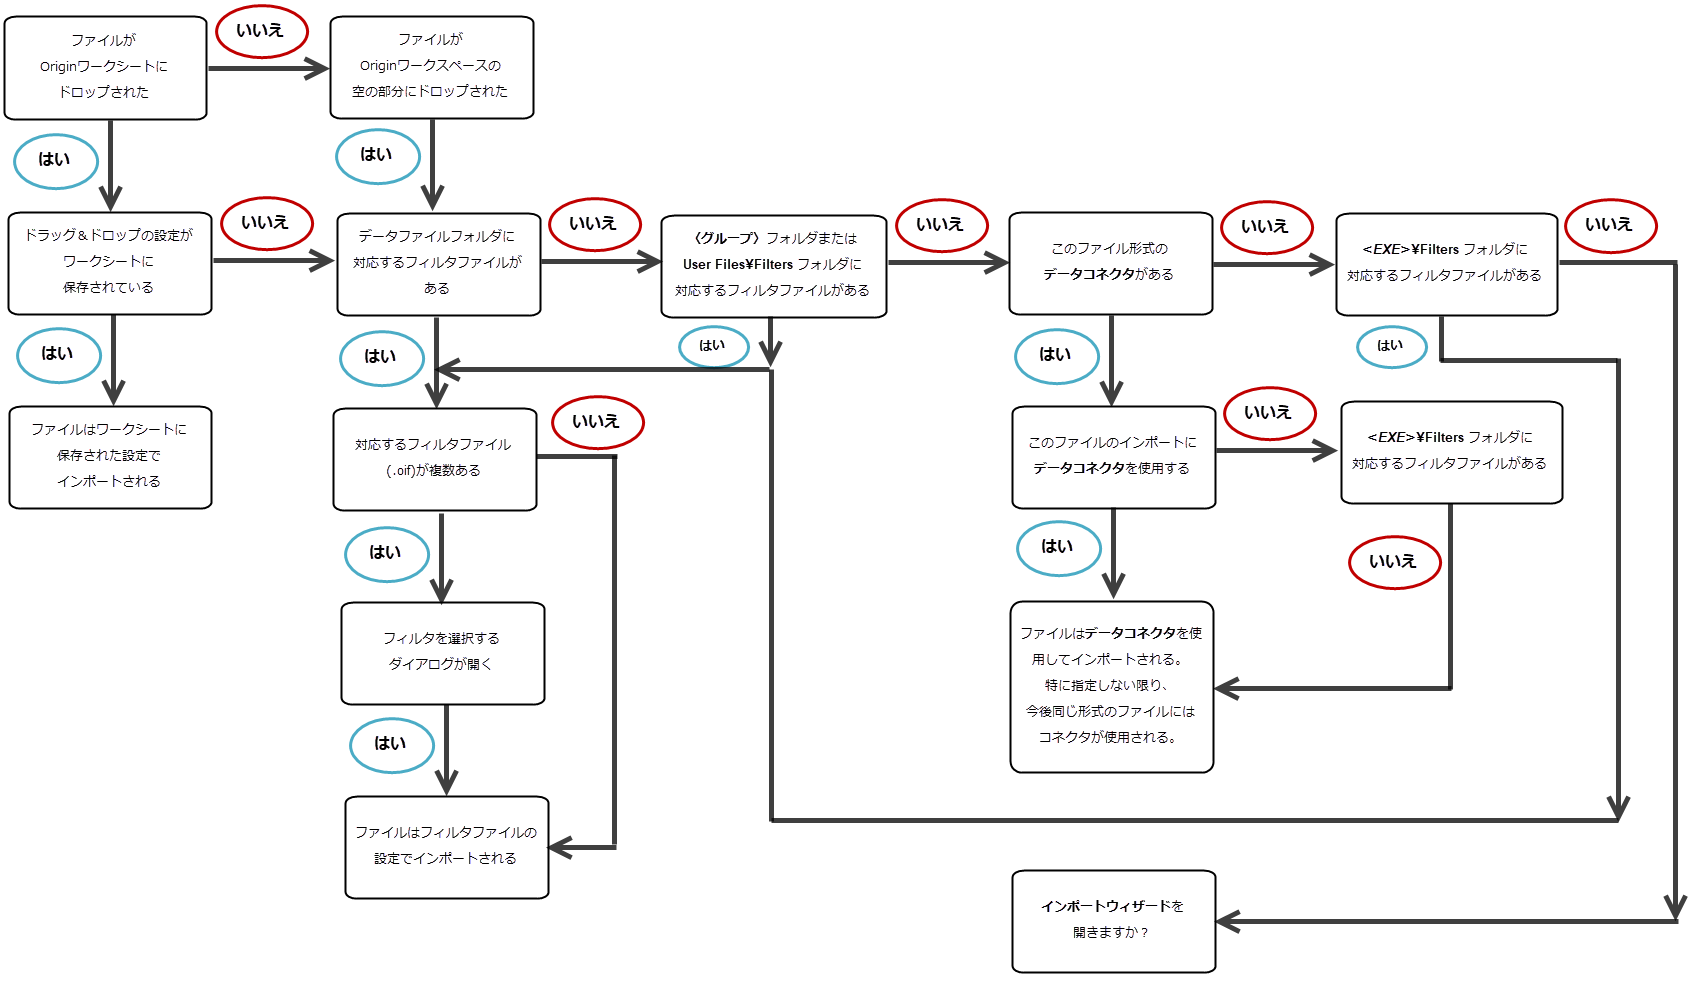 ファイルが
Originワークシートに
ドロップされた
いいえ
ファイルが
Originワークスペースの
空の部分にドロップされた
はい
はい
ドラッグ＆ドロップの設定が
ワークシートに
保存されている
いいえ
データファイルフォルダに
対応するフィルタファイルが
ある
いいえ
〈グループ〉フォルダまたは
User Files¥Filters フォルダに
対応するフィルタファイルがある
いいえ
このファイル形式の
データコネクタがある
いいえ
<EXE>¥Filters フォルダに
対応するフィルタファイルがある
いいえ
はい
はい
はい
はい
はい
ファイルはワークシートに
保存された設定で
インポートされる
対応するフィルタファイル
(.oif)が複数ある
いいえ
このファイルのインポートに
データコネクタを使用する
いいえ
<EXE>¥Filters フォルダに
対応するフィルタファイルがある
はい
はい
いいえ
フィルタを選択する
ダイアログが開く
ファイルはデータコネクタを使
用してインポートされる。
特に指定しない限り、
今後同じ形式のファイルには
コネクタが使用される。
はい
ファイルはフィルタファイルの
設定でインポートされる
インポートウィザードを
開きますか？